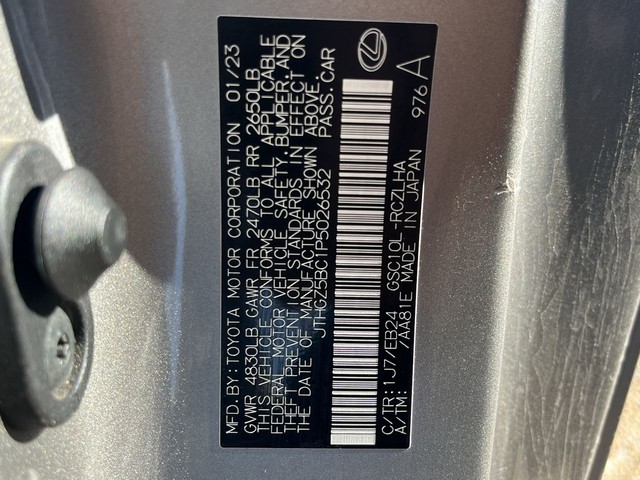 MFD.BY:TOYOTA MOTOR CORPORATION 01/23
GVWR 4830LB GAWR FR 2470LB RR 2650LB
THIS VEHICLE CONFORMS TO ALL APPLICABLE
FEDERAL MOTOR VEHICLE SAFETY,BUMPER,AND
THEFT PREVENTION STANDARDS IN EFFECT ON
THE DATE OF MANUFACTURE SHOWN ABOVE.
JTHGZ5BC1P5026532 PASS.CAR
C/TR:1J7/EB24 GSC10L -RCZLHA
A/TM: /AA81E MADE IN JAPAN 976 A